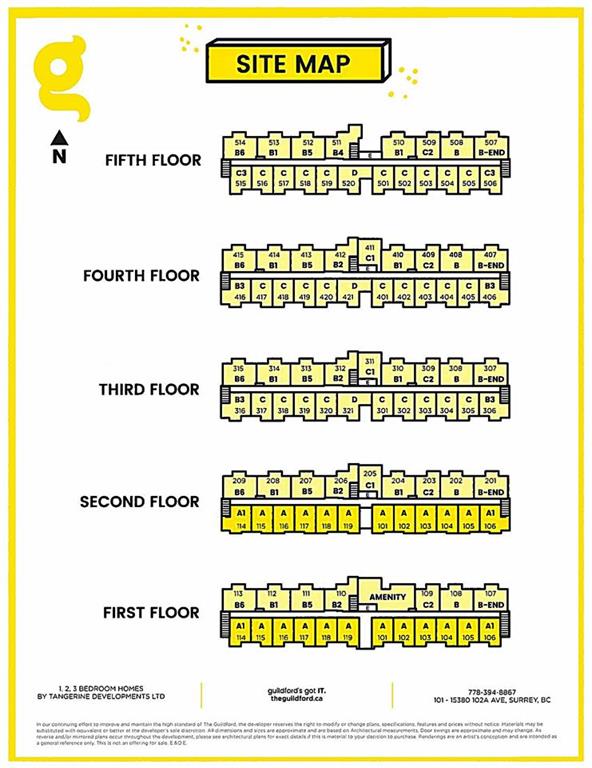 g
SITE MAP
N
FIFTH FLOOR
514 513 512 511 510 509 508 507
B6 B1 B5 B4 B1 C2 B B-END
C3 C C C C D C C C C C C3
515 516 517 518 519 520 501 502 503 504 505 506
FOURTH FLOOR
415 414 413 412 411 410 409 408 407
B6 B1 B5 B2 C1 B1 C2 B B-END
B3 C C C C D C C C C C B3
416 417 418 419 420 421 401 402 403 404 405 406
THIRD FLOOR
315 314 313 312 311 310 309 308 307
B6 B1 B5 B2 C1 B1 C2 B B-END
B3 C C C C D C C C C C B3
316 317 318 319 320 321 301 302 303 304 305 306
SECOND FLOOR
209 208 207 206 205 204 203 202 201
B6 B1 B5 B2 C1 B1 C2 B B-END
A1 A A A A A A A A A A A1
114 115 116 117 118 119 101 102 103 104 105 106
FIRST FLOOR
113 112 111 110 AMENITY 109 108 107
B6 B1 B5 B2 C2 B B-END
A1 A A A A A A A A A A A1
114 115 116 117 118 119 101 102 103 104 105 106
1, 2, 3 BEDROOM HOMES
BY TANGERINE DEVELOPMENTS LTD
guildford's got IT.
theguildford.ca
778-394-8867
101 - 15380 102A AVE, SURREY, BC
In our continuing effort to improve and maintain the high standard of The Guildford, the developer reserves the right to modify or change plans, specifications, features and prices without notice. Materials may be
substituted with equivalent or better at the developer's sole discretion. All dimensions and sizes are approximate and are based on Architectural measurements. Door swings are approximate and may change. As
reverse and/or mirrored plans occur throughout the development, please see architectural plans for exact details if this is material to your decision to purchase. Renderings are an artist's conception and are intended as
a general reference only. This is not an offering for sale. E.&O.E.